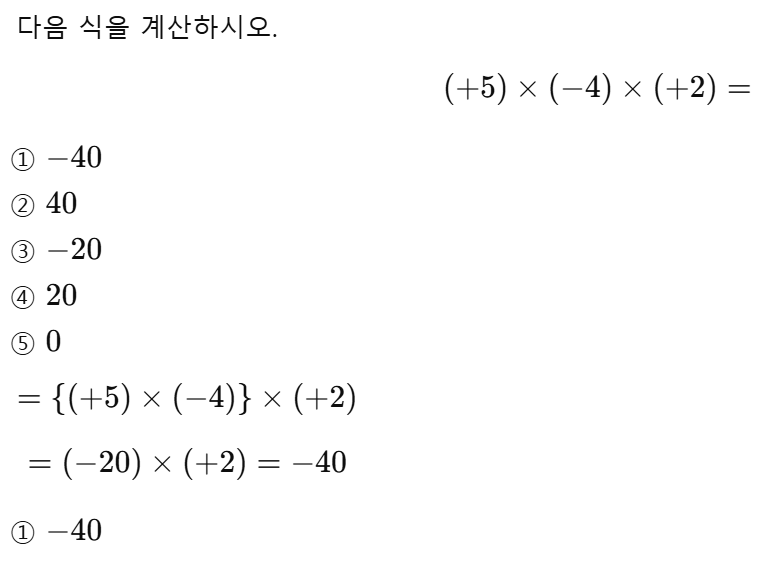 다음 식을 계산하시오.
(+5) × (−4) × (+2) =
① −40
② 40
③ −20
④ 20
⑤ 0
= {(+5) × (−4)} × (+2)
= (−20) × (+2) = −40
① −40